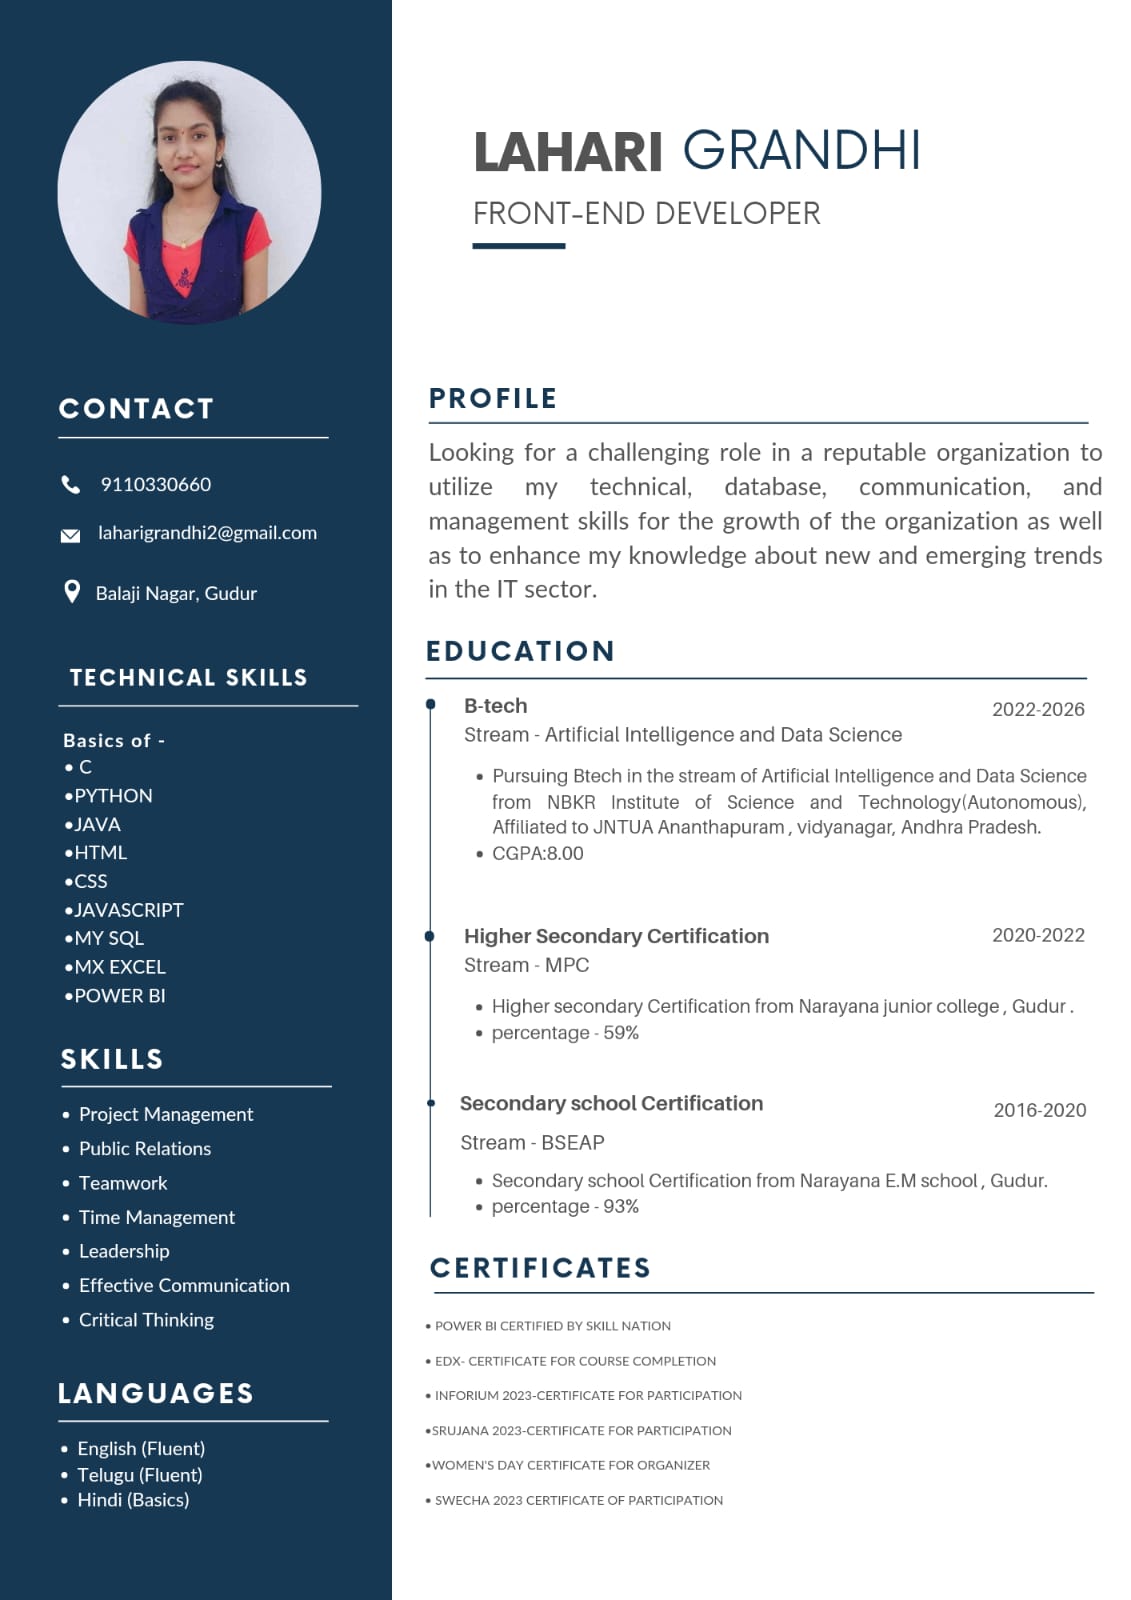 LAHARI GRANDHI
FRONT-END DEVELOPER
CONTACT
9110330660
laharigrandhi2@gmail.com
Balaji Nagar, Gudur
TECHNICAL SKILLS
Basics of -
• C
•PYTHON
•JAVA
•HTML
•CSS
•JAVASCRIPT
•MY SQL
•MX EXCEL
•POWER BI
SKILLS
• Project Management
• Public Relations
• Teamwork
• Time Management
• Leadership
• Effective Communication
• Critical Thinking
LANGUAGES
• English (Fluent)
• Telugu (Fluent)
• Hindi (Basics)
PROFILE
Looking for a challenging role in a reputable organization to
utilize my technical, database, communication, and
management skills for the growth of the organization as well
as to enhance my knowledge about new and emerging trends
in the IT sector.
EDUCATION
B-tech
2022-2026
Stream - Artificial Intelligence and Data Science
• Pursuing Btech in the stream of Artificial Intelligence and Data Science
from NBKR Institute of Science and Technology(Autonomous),
Affiliated to JNTUA Ananthapuram , vidyanagar, Andhra Pradesh.
• CGPA:8.00
Higher Secondary Certification
2020-2022
Stream - MPC
• Higher secondary Certification from Narayana junior college , Gudur .
• percentage - 59%
Secondary school Certification
2016-2020
Stream - BSEAP
• Secondary school Certification from Narayana E.M school , Gudur.
• percentage - 93%
CERTIFICATES
• POWER BI CERTIFIED BY SKILL NATION
• EDX- CERTIFICATE FOR COURSE COMPLETION
• INFORIUM 2023-CERTIFICATE FOR PARTICIPATION
•SRUJANA 2023-CERTIFICATE FOR PARTICIPATION
•WOMEN'S DAY CERTIFICATE FOR ORGANIZER
• SWECHA 2023 CERTIFICATE OF PARTICIPATION